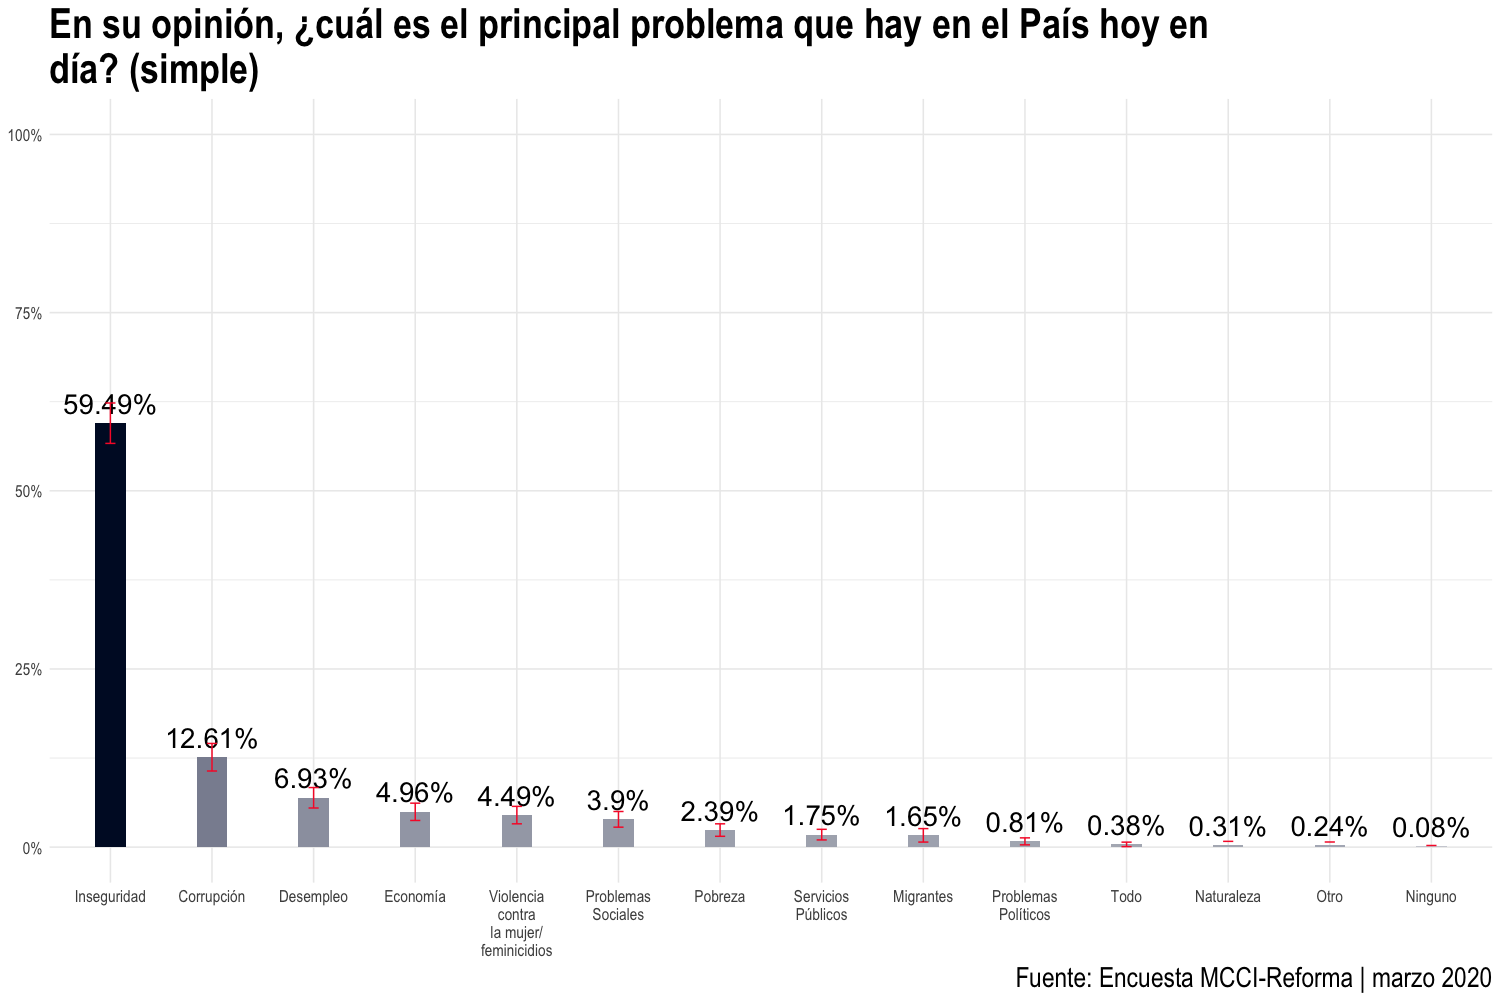 En su opinión, ¿cuál es el principal problema que hay en el País hoy en
día? (simple)
100%
75%
50%
25%
0%
59.49%
12.61%
6.93%
4.96%
4.49%
3.9%
2.39%
1.75%
1.65%
0.81%
0.38%
0.31%
0.24%
0.08%
Inseguridad
Corrupción
Desempleo
Economía
Violencia
contra
la mujer/
feminicidios
Problemas
Sociales
Pobreza
Servicios
Públicos
Migrantes
Problemas
Políticos
Todo
Naturaleza
Otro
Ninguno
Fuente: Encuesta MCCI-Reforma | marzo 2020